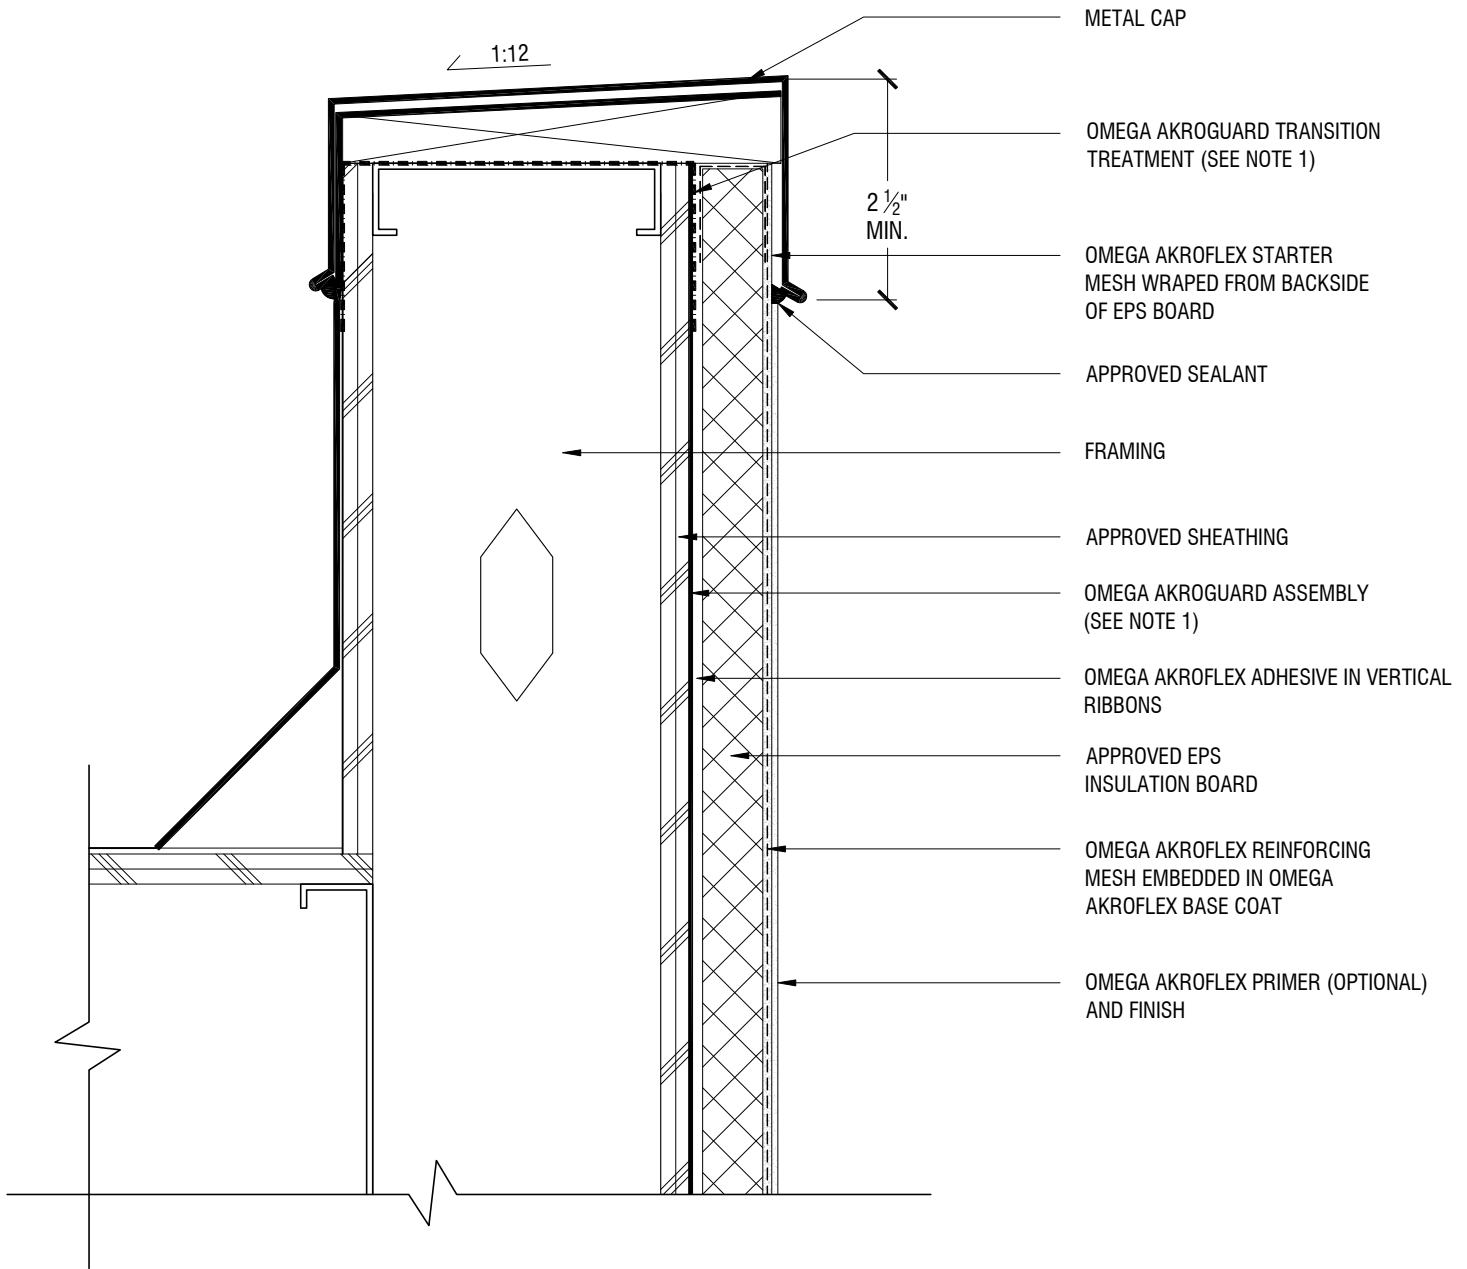 METAL CAP
1:12
OMEGA AKROGUARD TRANSITION
TREATMENT (SEE NOTE 1)
2 ½"
MIN.
OMEGA AKROFLEX STARTER
MESH WRAPED FROM BACKSIDE
OF EPS BOARD
APPROVED SEALANT
FRAMING
APPROVED SHEATHING
OMEGA AKROGUARD ASSEMBLY
(SEE NOTE 1)
OMEGA AKROFLEX ADHESIVE IN VERTICAL
RIBBONS
APPROVED EPS
INSULATION BOARD
OMEGA AKROFLEX REINFORCING
MESH EMBEDDED IN OMEGA
AKROFLEX BASE COAT
OMEGA AKROFLEX PRIMER (OPTIONAL)
AND FINISH